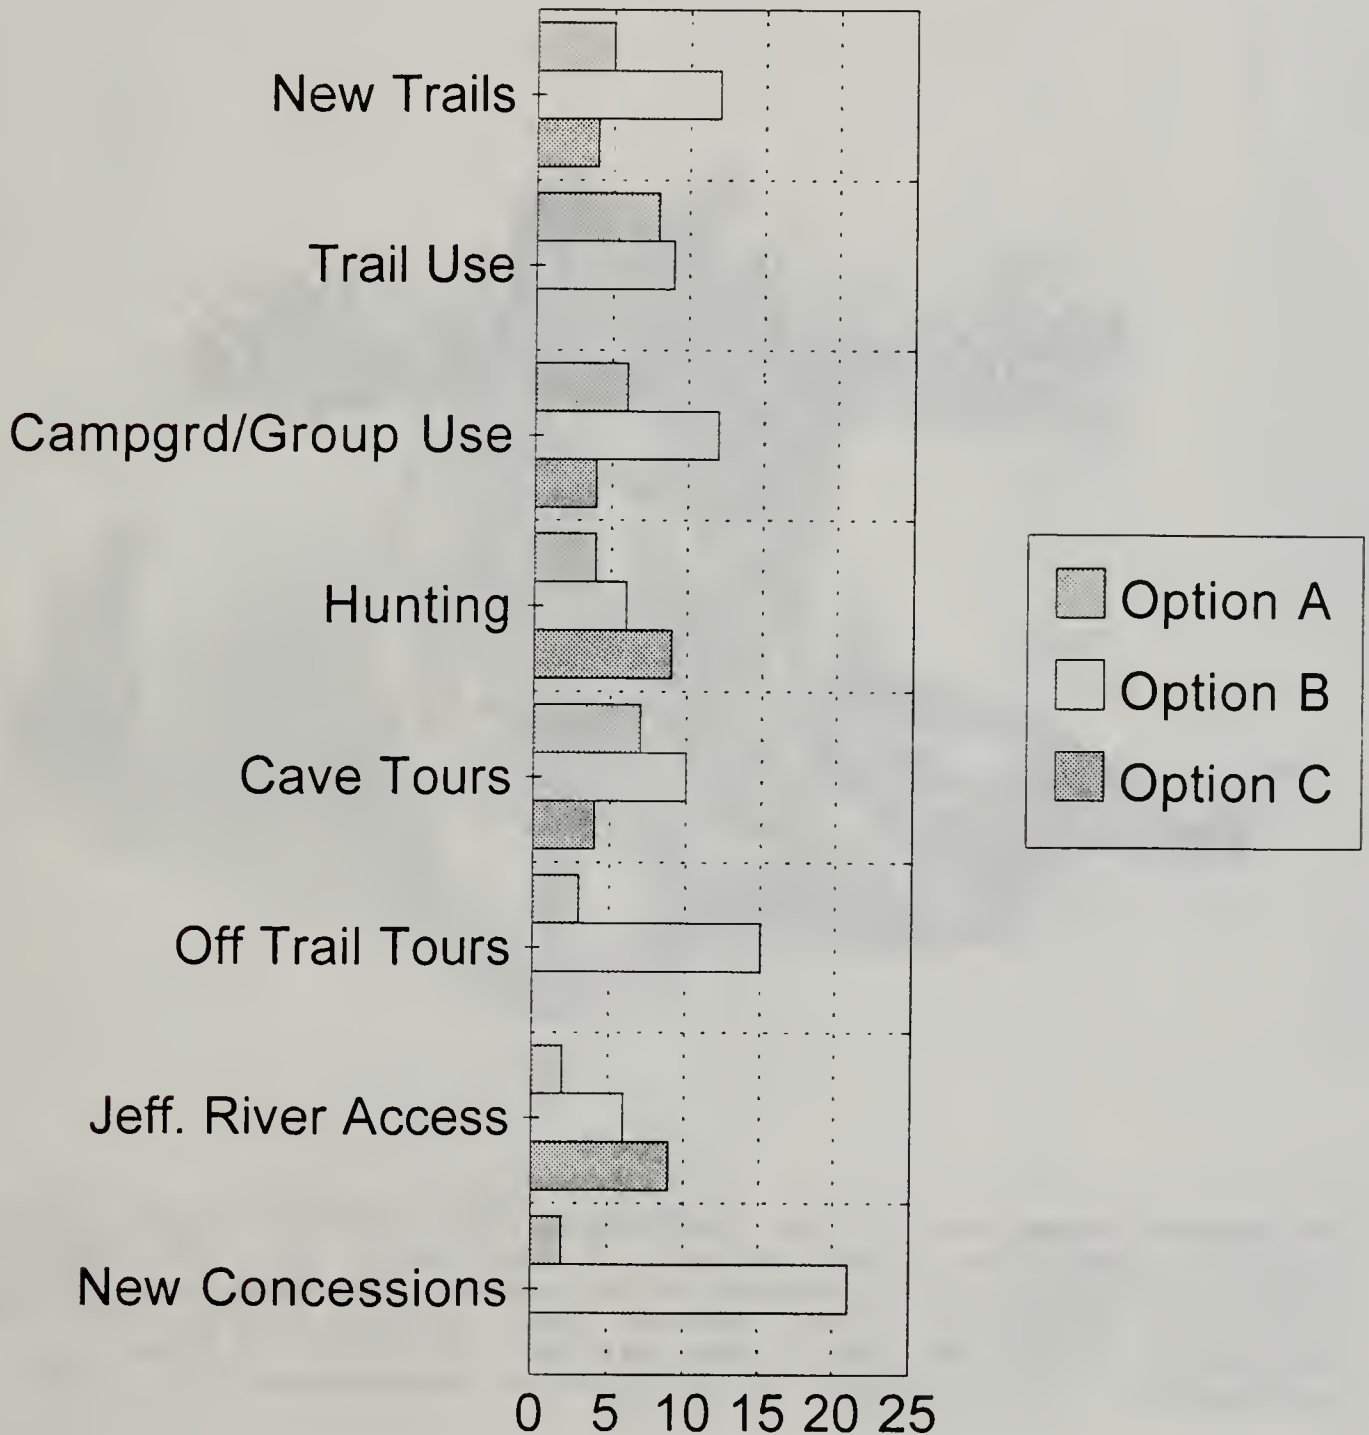 New Trails
Trail Use
Campgrd/Group Use
Hunting
Cave Tours
Off Trail Tours
Jeff. River Access
New Concessions
0 5 10 15 20 25
Option A
Option B
Option C